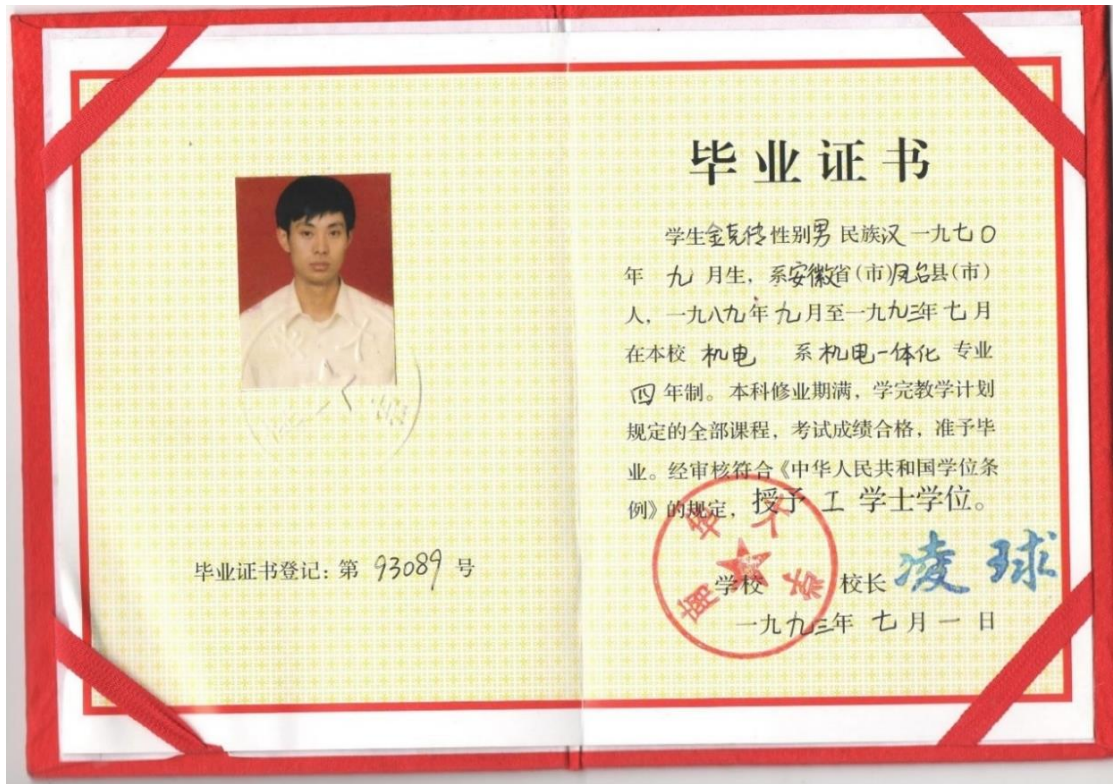 毕业证书登记：第 93089 号
毕业证书
学生金克传性别男民族汉一九七〇
年九月生，系安徽省(市)凤台县(市)
人，一九八九年九月至一九九三年七月
在本校 机电 系机电一体化 专业
四年制。本科修业期满，学完教学计划
规定的全部课程，考试成绩合格，准予毕
业。经审核符合《中华人民共和国学位条
例》的规定，授予 工 学士学位。
学校 校长 凌球
一九九三年七月一日
南华大学